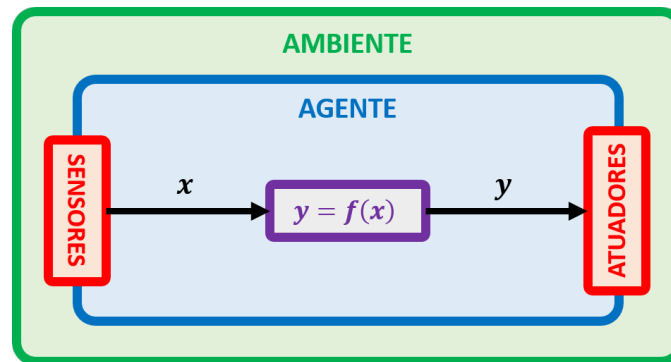 AMBIENTE
AGENTE
SENSORES
x
y = f(x)
y
ATUADORES